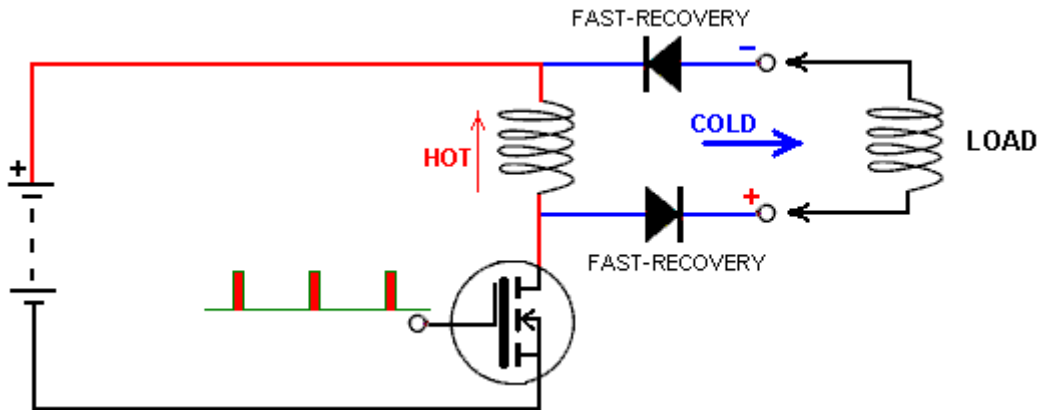 FAST-RECOVERY
–
COLD
HOT
LOAD
+
+
FAST-RECOVERY